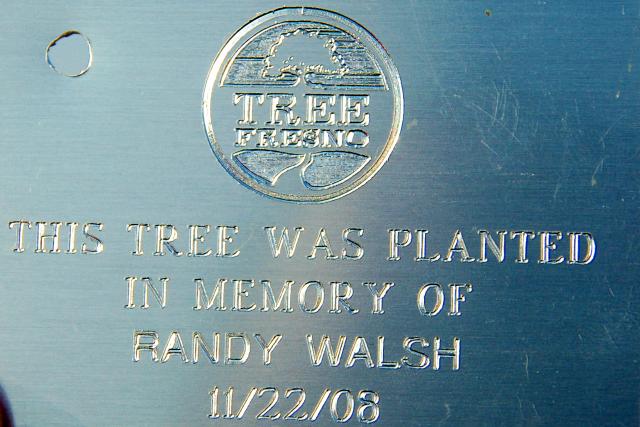 TREE
FRESNO
THIS TREE WAS PLANTED
IN MEMORY OF
RANDY WALSH
11/22/08